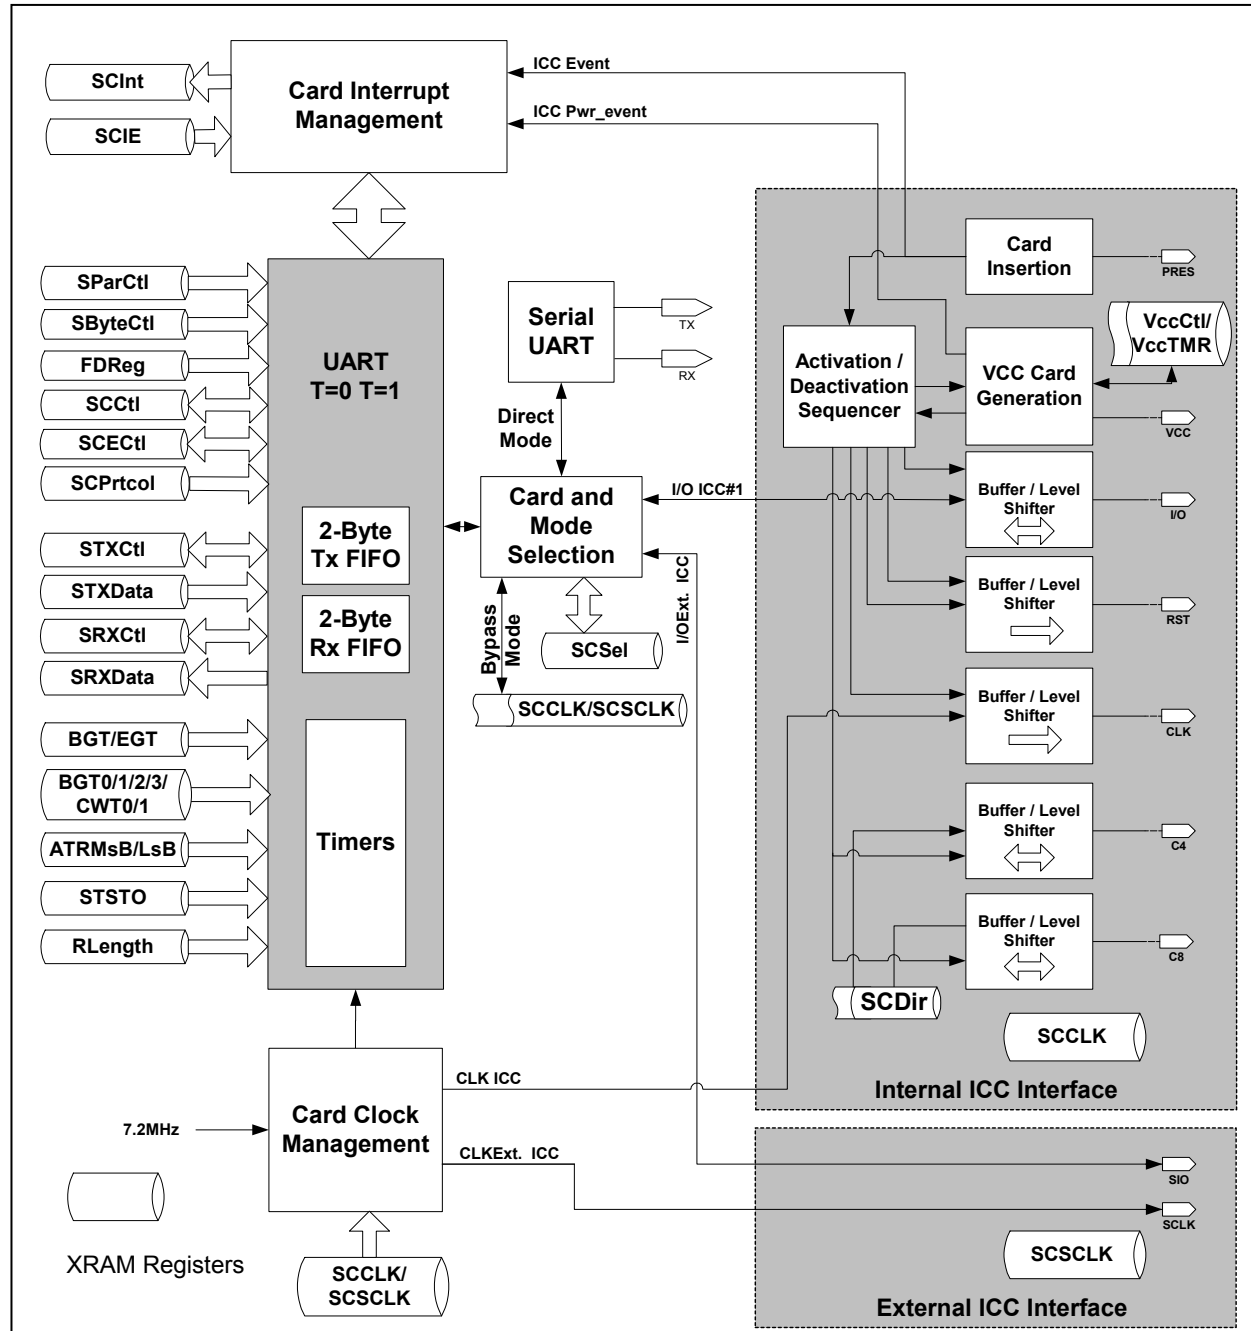 SCInt
SCIE
Card Interrupt
Management
ICC Event
ICC Pwr_event
SParCtl
SByteCtl
FDReg
SCCtl
SCECtl
SCPrtcol
STXCtl
STXData
SRXCtl
SRXData
BGT/EGT
BGT0/1/2/3/
CWT0/1
ATRMsB/LsB
STSTO
RLength
UART
T=0 T=1
2-Byte
Tx FIFO
2-Byte
Rx FIFO
Timers
Serial
UART
TX
RX
Direct
Mode
Card and
Mode
Selection
I/O ICC#1
I/OExt. ICC
Bypass
Mode
SCSel
SCCLK/SCSCLK
Card
Insertion
PRES
Activation /
Deactivation
Sequencer
VCC Card
Generation
VccCtl/
VccTMR
VCC
Buffer / Level
Shifter
I/O
Buffer / Level
Shifter
RST
Buffer / Level
Shifter
CLK
Buffer / Level
Shifter
C4
Buffer / Level
Shifter
C8
SCDir
SCCLK
Internal ICC Interface
7.2MHz
Card Clock
Management
CLK ICC
CLKExt. ICC
SIO
SCLK
SCSCLK
External ICC Interface
XRAM Registers
SCCLK/
SCSCLK